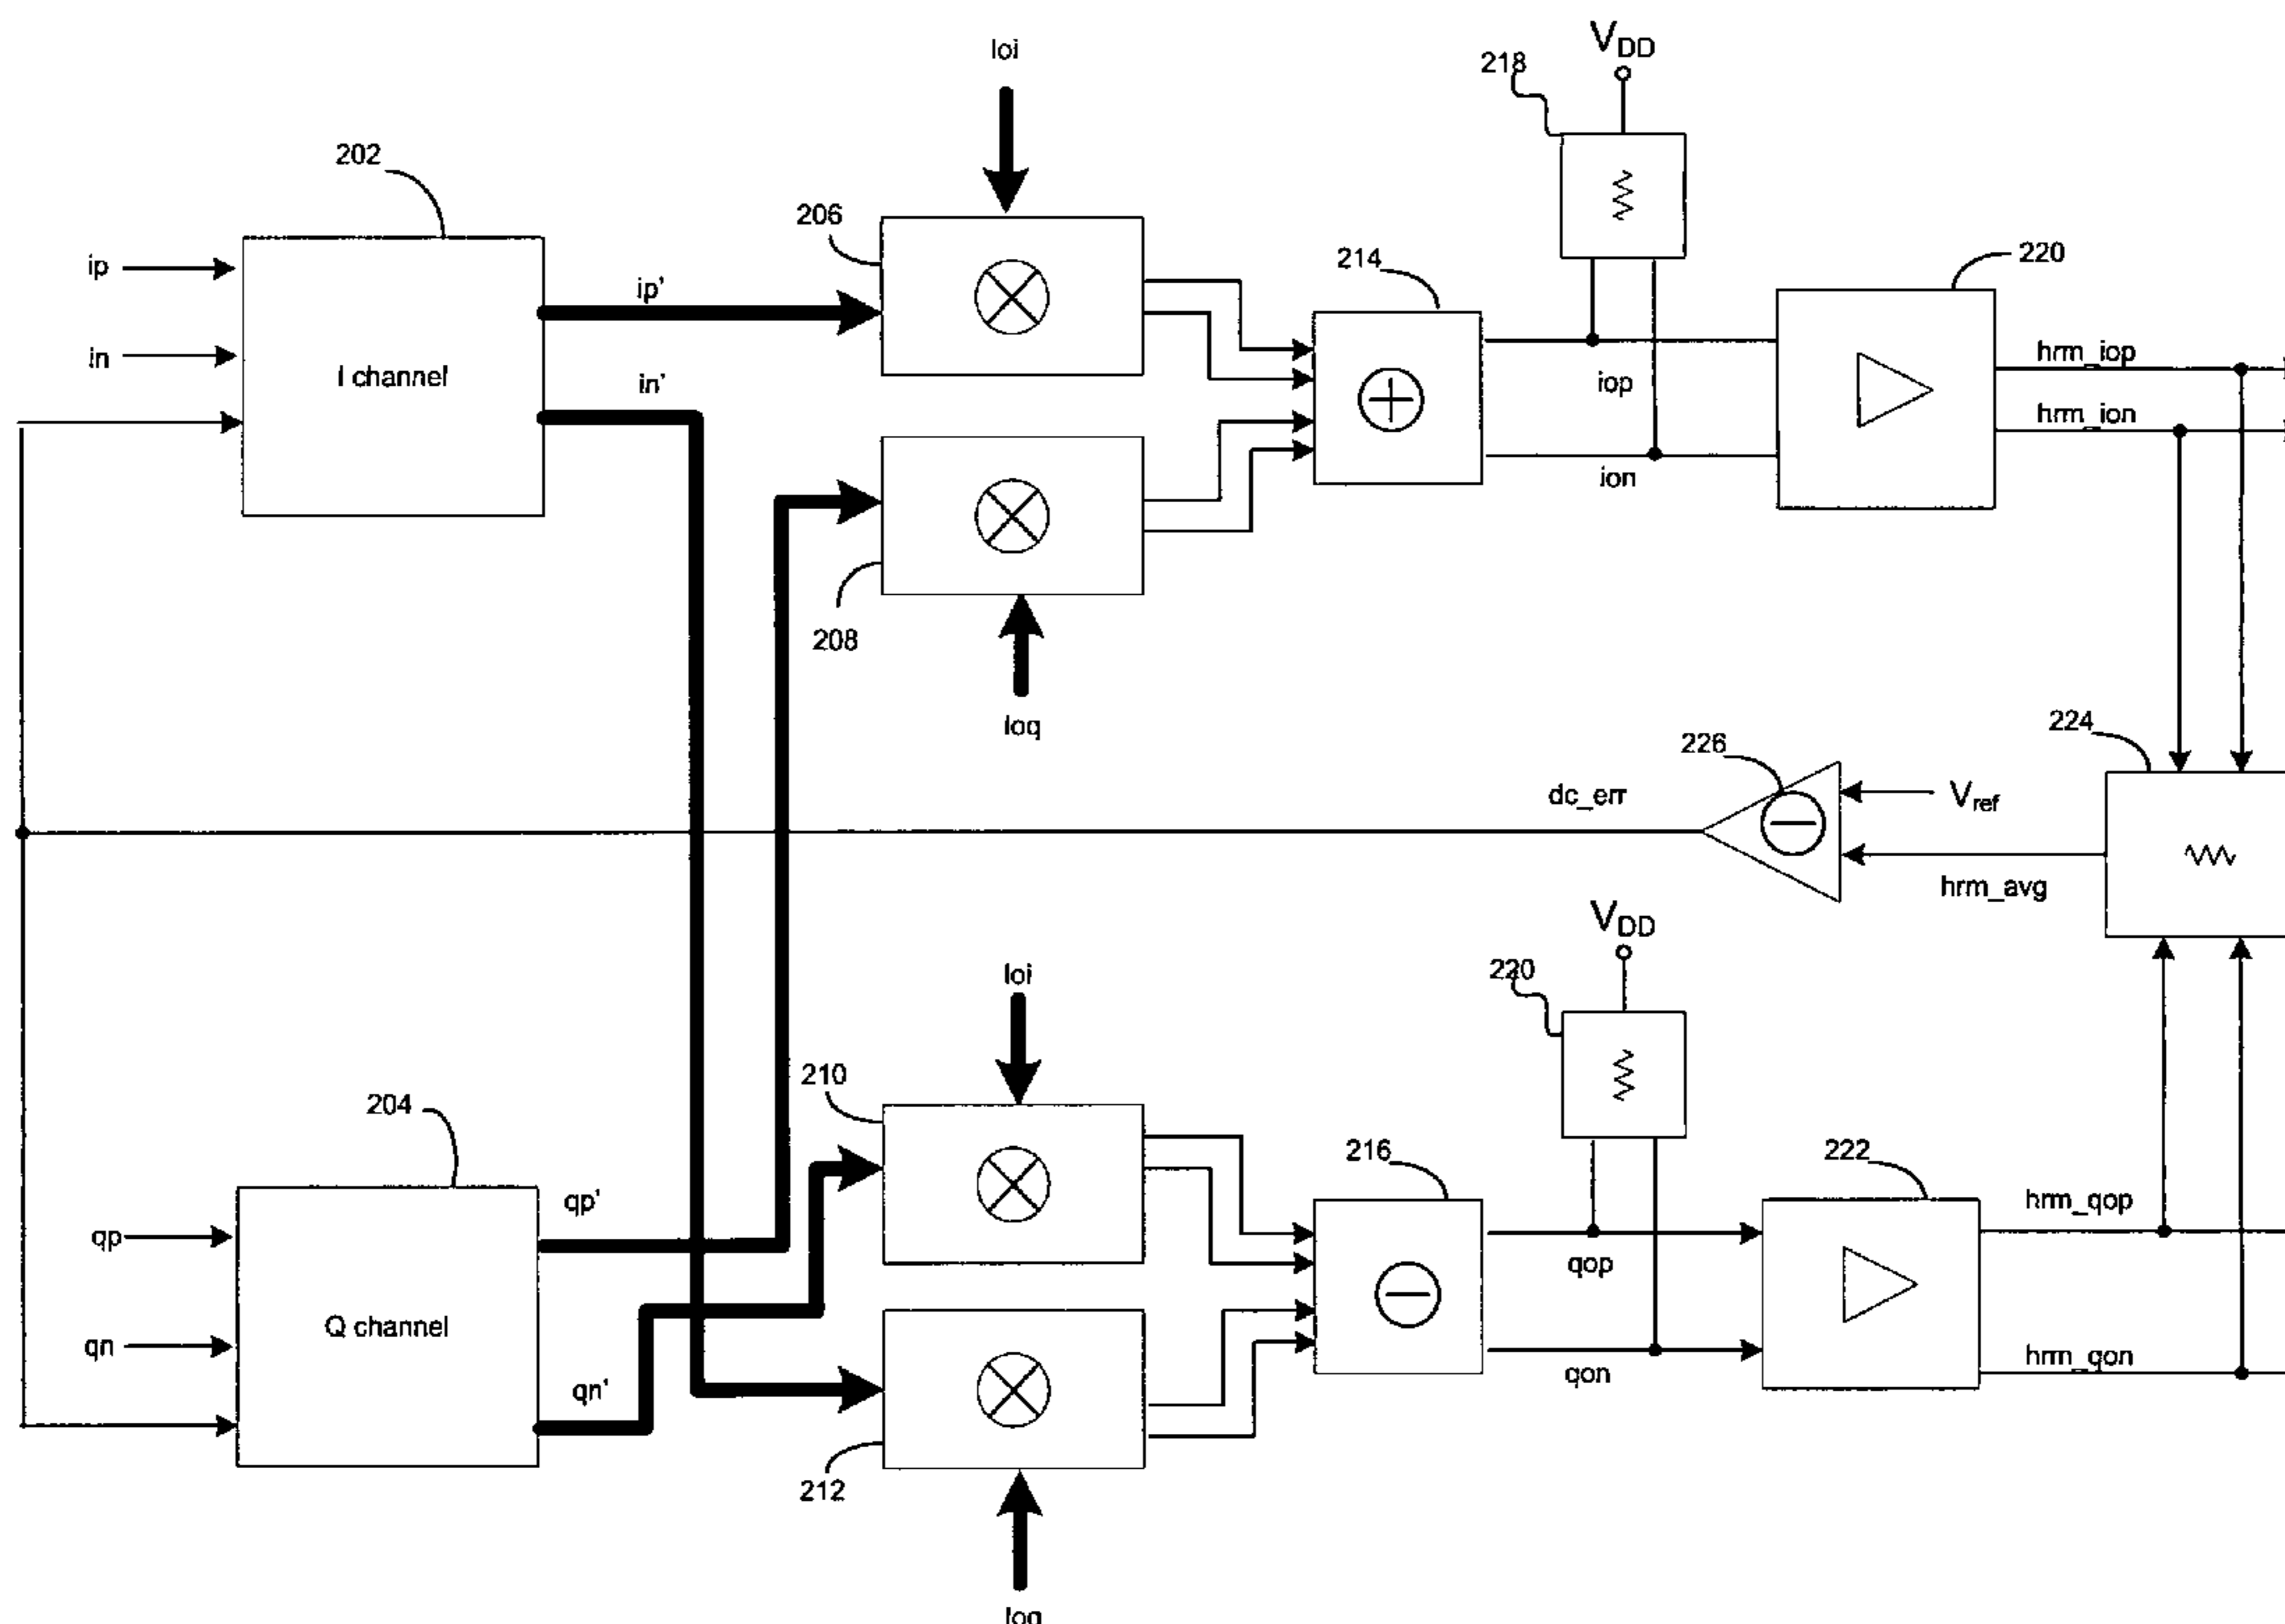 loi
VDD
218
202
206
214
220
ip
ip'
hrm_iop
in
I channel
in'
iop
hrm_ion
ion
208
loq
224
226
dc_err
Vref
hrm_avg
VDD
loi
220
210
204
216
222
qp'
hrm_qop
qp
qop
Q channel
qn
qn'
qon
hrm_qon
212
loq